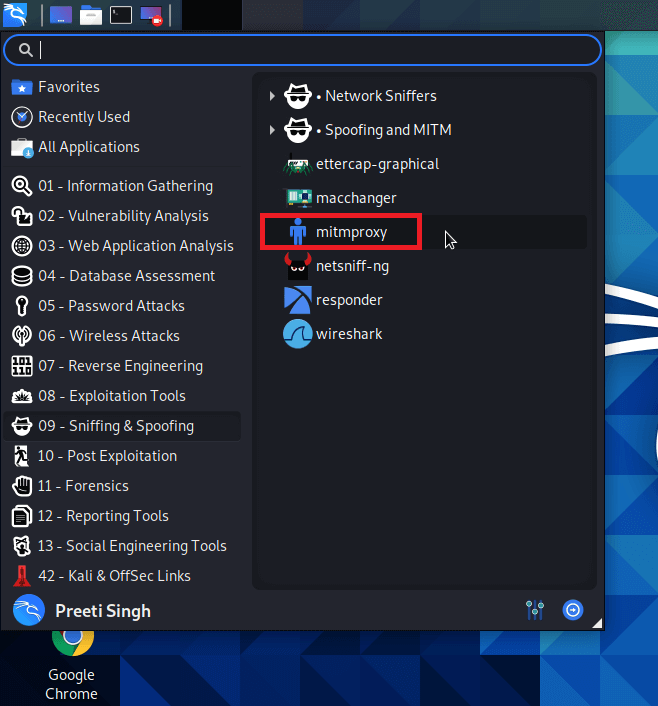 Favorites
Recently Used
All Applications
01 - Information Gathering
02 - Vulnerability Analysis
03 - Web Application Analysis
04 - Database Assessment
05 - Password Attacks
06 - Wireless Attacks
07 - Reverse Engineering
08 - Exploitation Tools
09 - Sniffing & Spoofing
10 - Post Exploitation
11 - Forensics
12 - Reporting Tools
13 - Social Engineering Tools
42 - Kali & OffSec Links
• Network Sniffers
• Spoofing and MITM
ettercap-graphical
macchanger
mitmproxy
netsniff-ng
responder
wireshark
Preeti Singh
Google
Chrome